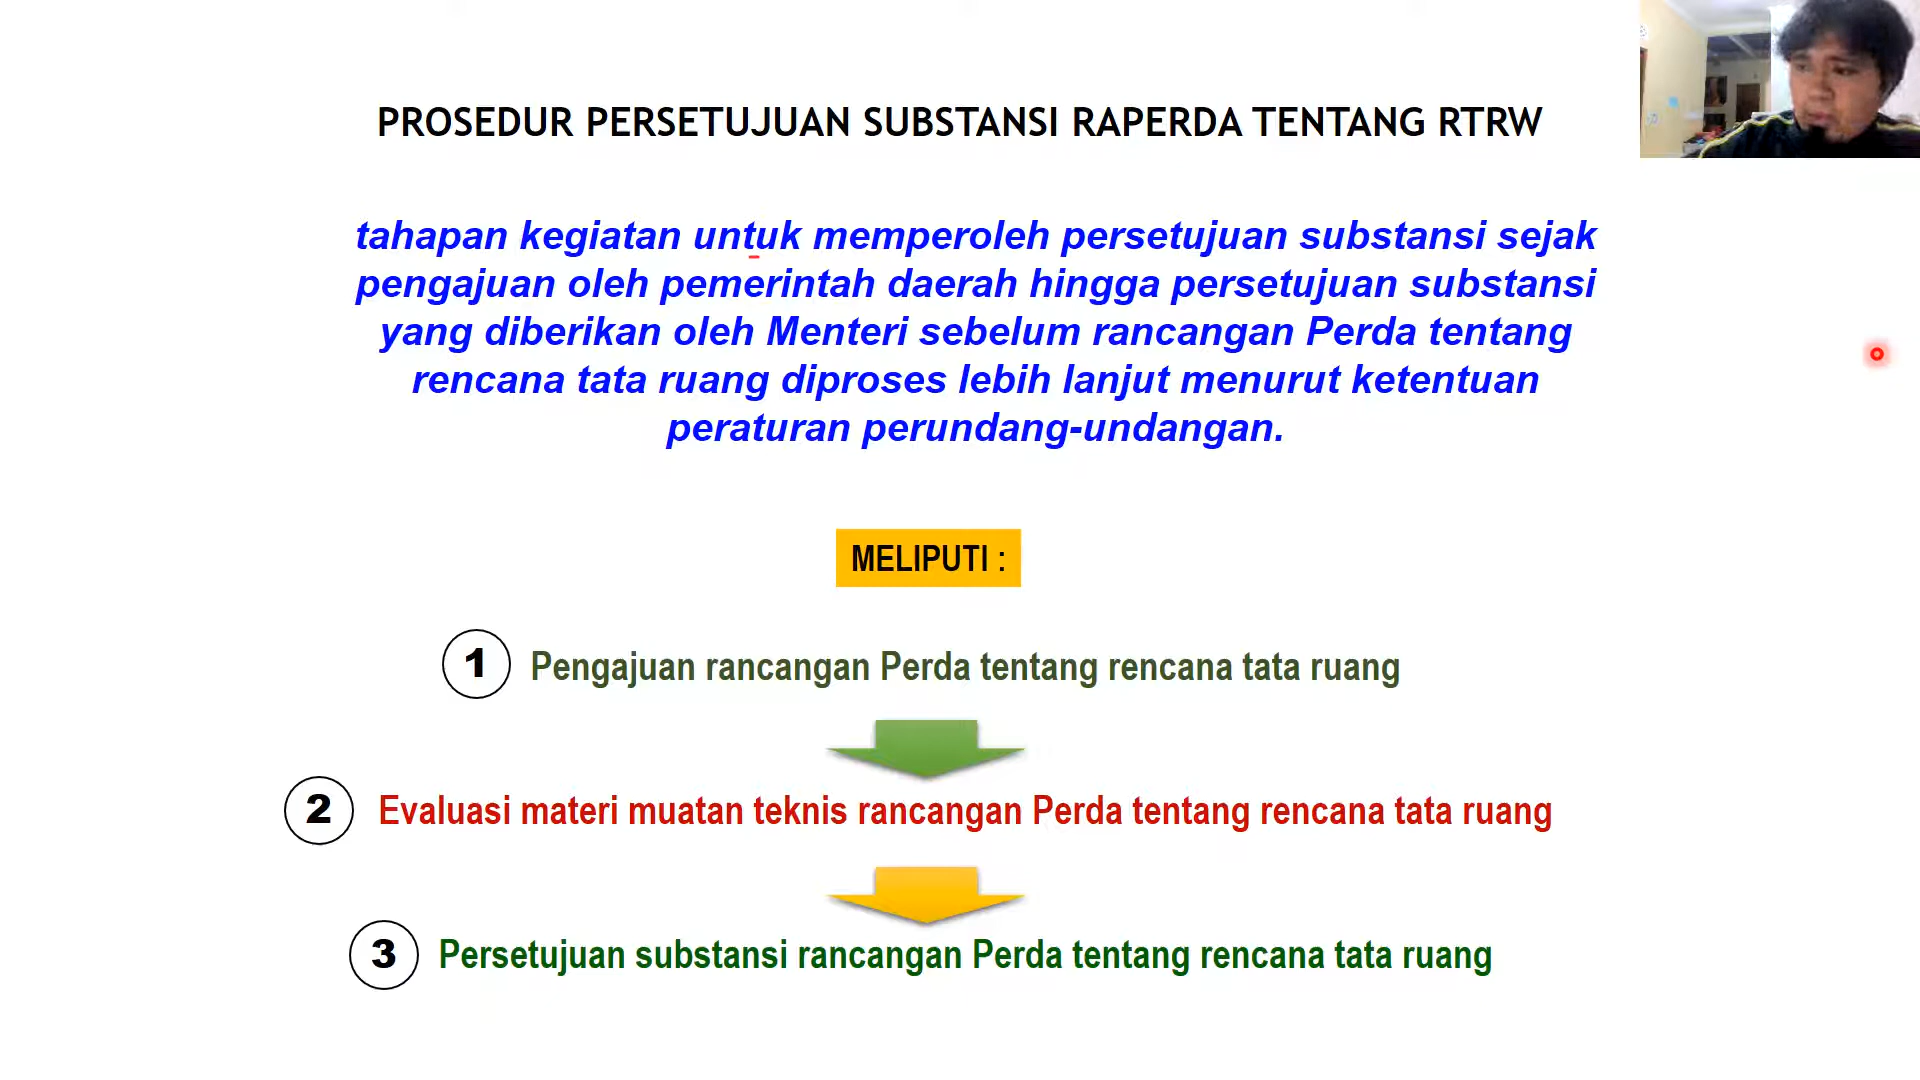 PROSEDUR PERSETUJUAN SUBSTANSI RAPERDA TENTANG RTRW
tahapan kegiatan untuk memperoleh persetujuan substansi sejak
pengajuan oleh pemerintah daerah hingga persetujuan substansi
yang diberikan oleh Menteri sebelum rancangan Perda tentang
rencana tata ruang diproses lebih lanjut menurut ketentuan
peraturan perundang-undangan.
MELIPUTI :
1 Pengajuan rancangan Perda tentang rencana tata ruang
2 Evaluasi materi muatan teknis rancangan Perda tentang rencana tata ruang
3 Persetujuan substansi rancangan Perda tentang rencana tata ruang